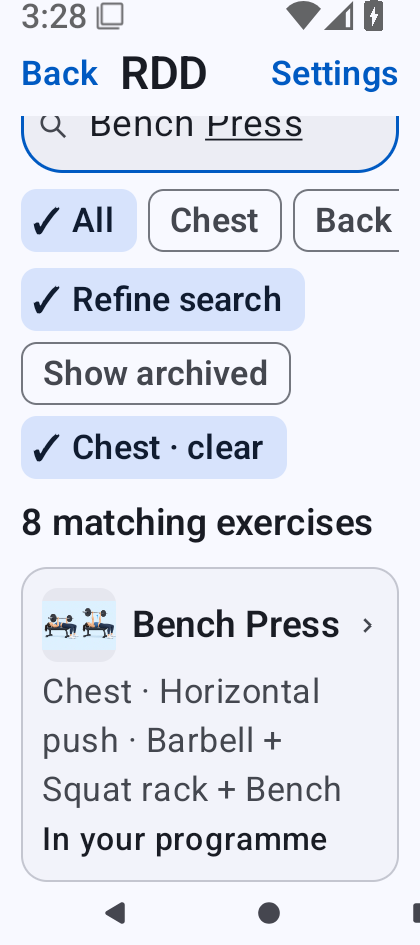 3:28
Back RDD Settings
Bench Press
✓ All Chest Back
✓ Refine search
Show archived
✓ Chest · clear
8 matching exercises
Bench Press ›
Chest · Horizontal
push · Barbell +
Squat rack + Bench
In your programme